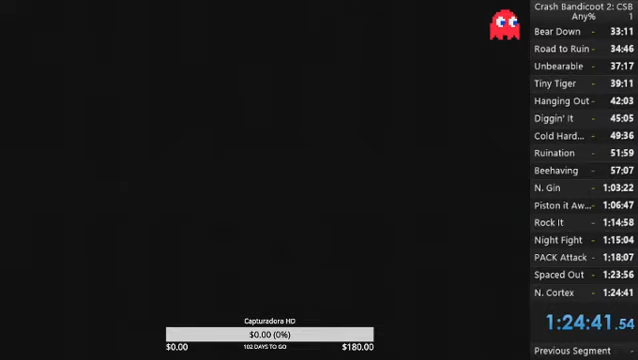 Crash Bandicoot 2: CSB
Any% 1
Bear Down - 33:11
Road to Ruin - 34:46
Unbearable - 37:17
Tiny Tiger - 39:11
Hanging Out - 42:03
Diggin' It - 45:05
Cold Hard... - 49:36
Ruination - 51:59
Beehaving - 57:07
N. Gin - 1:03:22
Piston it Aw... - 1:06:47
Rock It - 1:14:58
Night Fight - 1:15:04
PACK Attack - 1:18:07
Spaced Out - 1:23:56
N. Cortex - 1:24:41
1:24:41.54
Previous Segment -
Capturadora HD
$0.00 (0%)
$0.00 102 DAYS TO GO $180.00